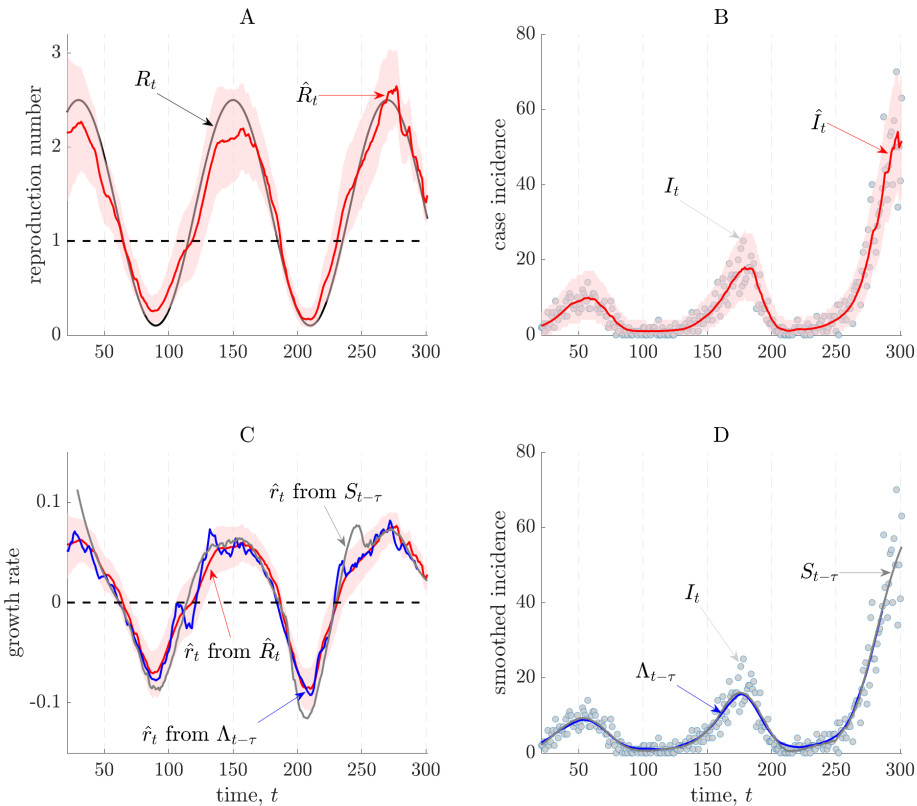 A
reproduction number
3
2
1
0
R_t
R̂_t
50 100 150 200 250 300
B
case incidence
80
60
40
20
0
I_t
Î_t
50 100 150 200 250 300
C
growth rate
0.1
0
-0.1
r̂_t from S_{t−τ}
r̂_t from R̂_t
r̂_t from Λ_{t−τ}
50 100 150 200 250 300
time, t
D
smoothed incidence
80
60
40
20
0
S_{t−τ}
I_t
Λ_{t−τ}
50 100 150 200 250 300
time, t